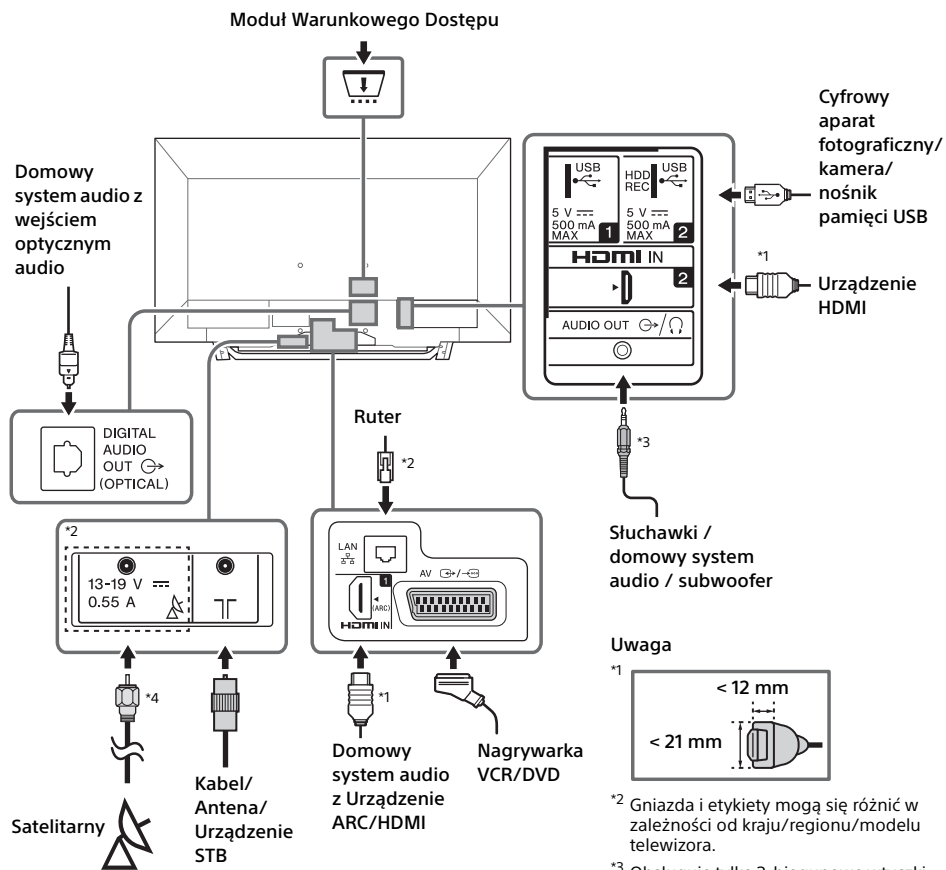 Moduł Warunkowego Dostępu
Domowy
system audio z
wejściem
optycznym
audio
DIGITAL
AUDIO
OUT
(OPTICAL)
USB
5 V
500 mA
MAX
1
HDD
REC
USB
5 V
500 mA
MAX
2
HDMI IN
2
AUDIO OUT
Cyfrowy
aparat
fotograficzny/
kamera/
nośnik
pamięci USB
*1
Urządzenie
HDMI
*3
Słuchawki /
domowy system
audio / subwoofer
Ruter
*2
LAN
1
(ARC)
HDMI IN
AV
*1
Domowy
system audio
z Urządzenie
ARC/HDMI
Nagrywarka
VCR/DVD
*2
13-19 V
0.55 A
*4
Satelitarny
Kabel/
Antena/
Urządzenie
STB
Uwaga
*1
< 12 mm
< 21 mm
*2 Gniazda i etykiety mogą się różnić w
zależności od kraju/regionu/modelu
telewizora.
*3